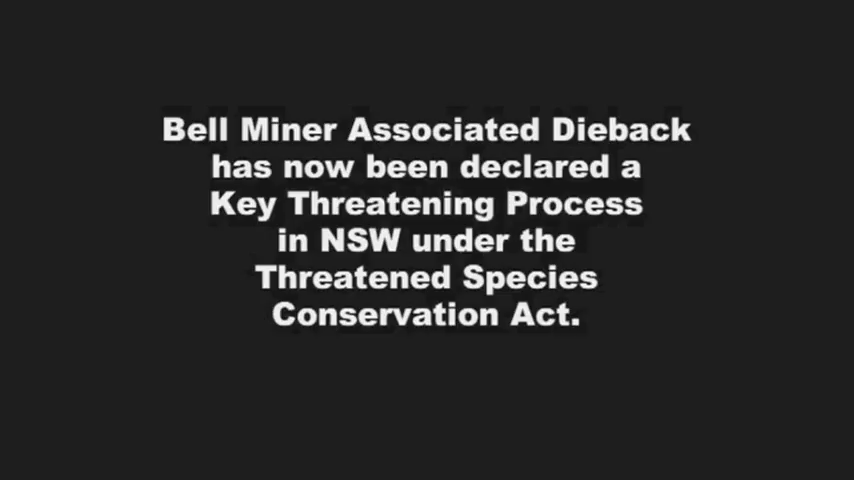 Bell Miner Associated Dieback
has now been declared a
Key Threatening Process
in NSW under the
Threatened Species
Conservation Act.